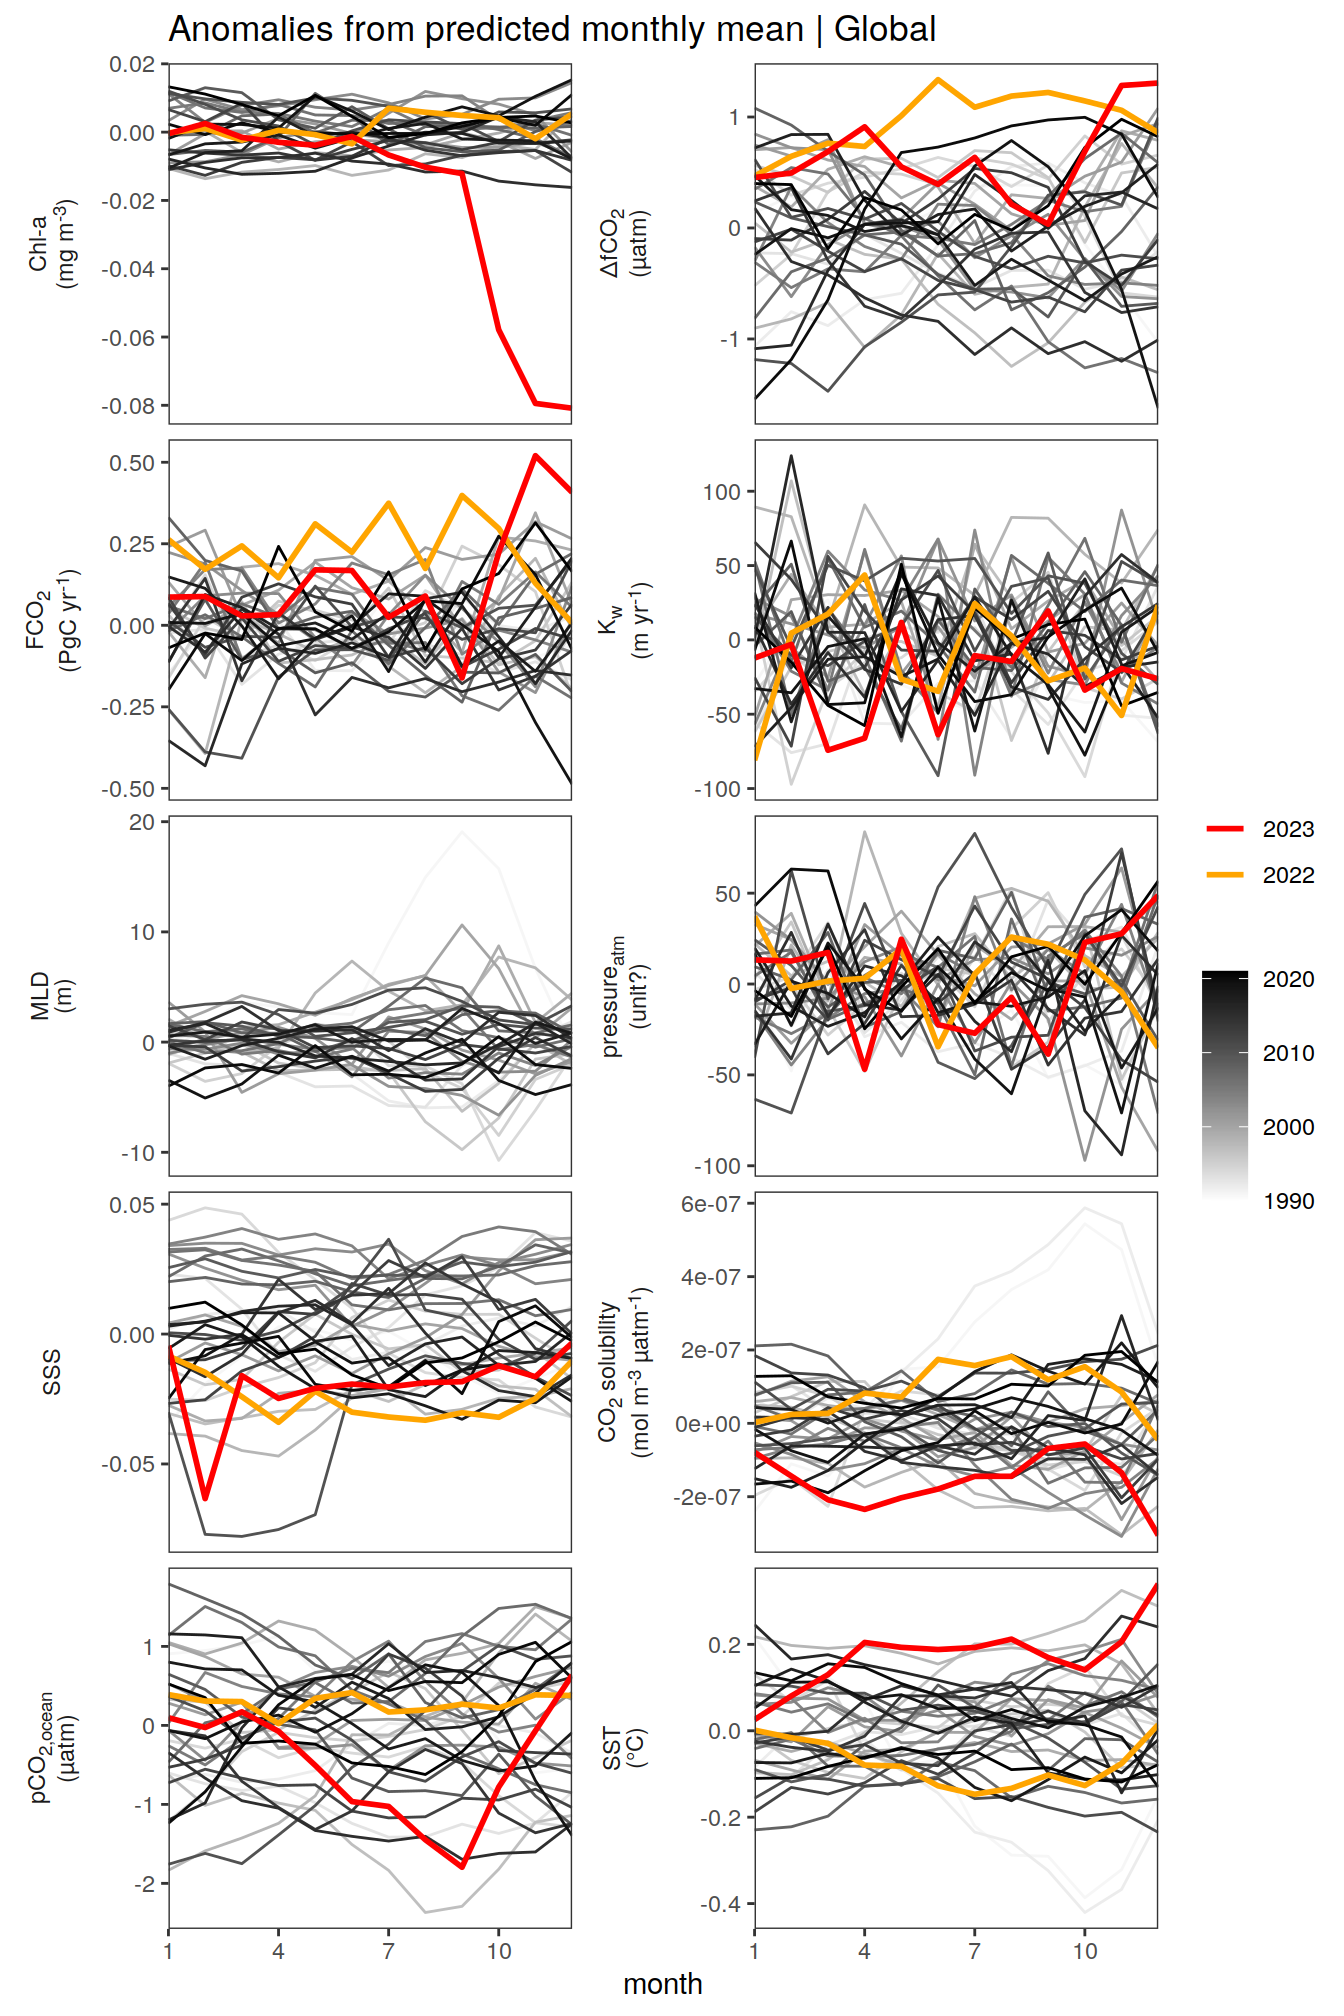 Anomalies from predicted monthly mean | Global
Chl-a
(mg m⁻³)
0.02
0.00
-0.02
-0.04
-0.06
-0.08
ΔfCO₂
(µatm)
1
0
-1
FCO₂
(PgC yr⁻¹)
0.50
0.25
0.00
-0.25
-0.50
K_w
(m yr⁻¹)
100
50
0
-50
-100
MLD
(m)
20
10
0
-10
pressure_atm
(unit?)
50
0
-50
-100
SSS
0.05
0.00
-0.05
CO₂ solubility
(mol m⁻³ µatm⁻¹)
6e-07
4e-07
2e-07
0e+00
-2e-07
pCO₂,ocean
(µatm)
1
0
-1
-2
1
4
7
10
SST
(°C)
0.2
0.0
-0.2
-0.4
1
4
7
10
month
2023
2022
2020
2010
2000
1990